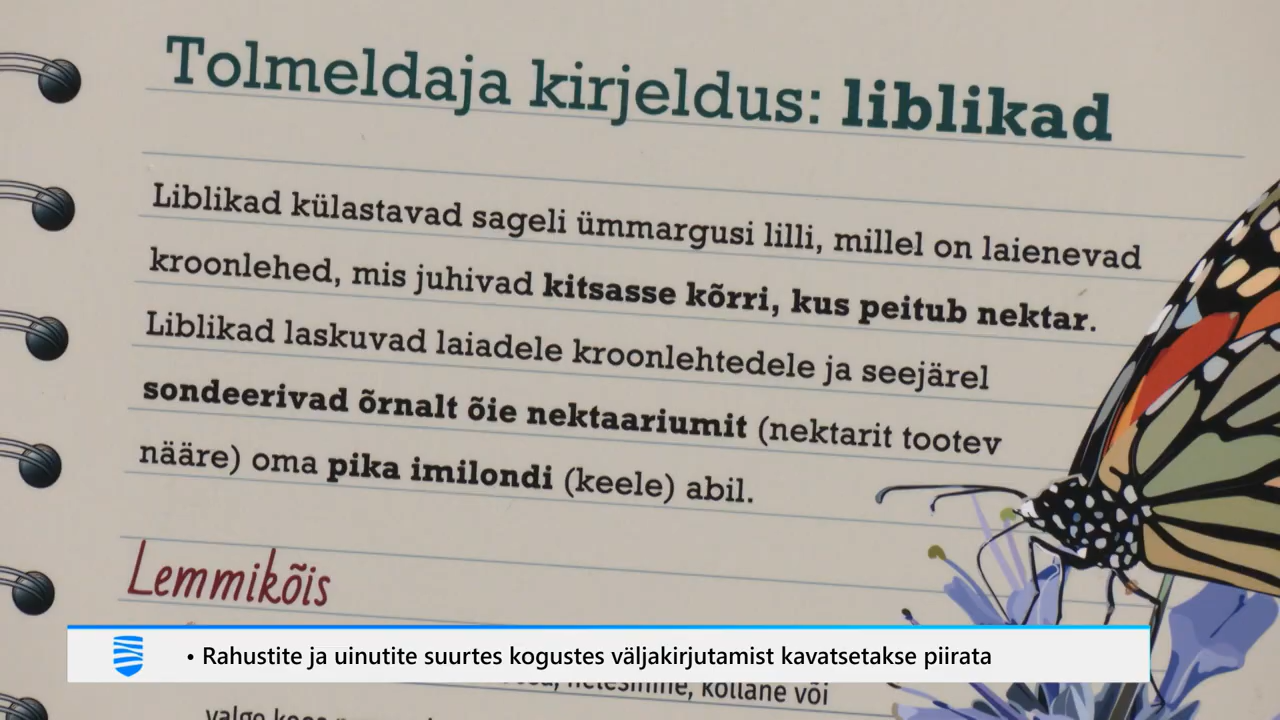 Tolmeldaja kirjeldus: liblikad
Liblikad külastavad sageli ümmargusi lilli, millel on laienevad
kroonlehed, mis juhivad kitsasse kõrri, kus peitub nektar.
Liblikad laskuvad laiadele kroonlehtedele ja seejärel
sondeerivad õrnalt õie nektaariumit (nektarit tootev
nääre) oma pika imilondi (keele) abil.
Lemmikõis
• Rahustite ja uinutite suurtes kogustes väljakirjutamist kavatsetakse piirata
kollane või